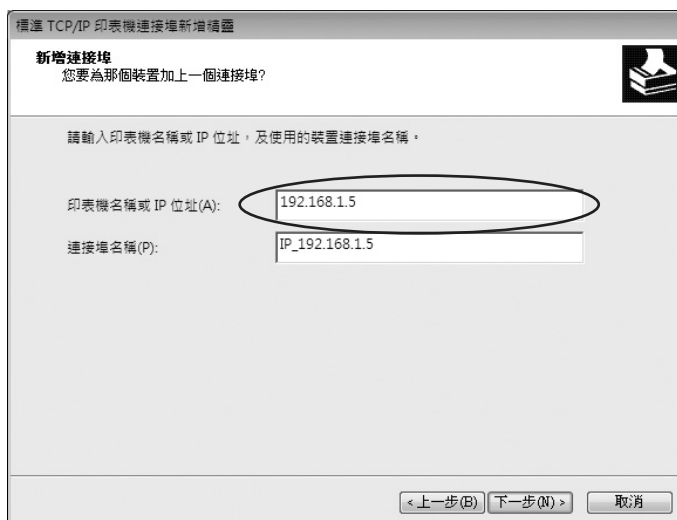 標準 TCP/IP 印表機連接埠新增精靈
新增連接埠
您要為那個裝置加上一個連接埠?
請輸入印表機名稱或 IP 位址，及使用的裝置連接埠名稱。
印表機名稱或 IP 位址(A): 192.168.1.5
連接埠名稱(P): IP_192.168.1.5
<上一步(B) 下一步(N)> 取消